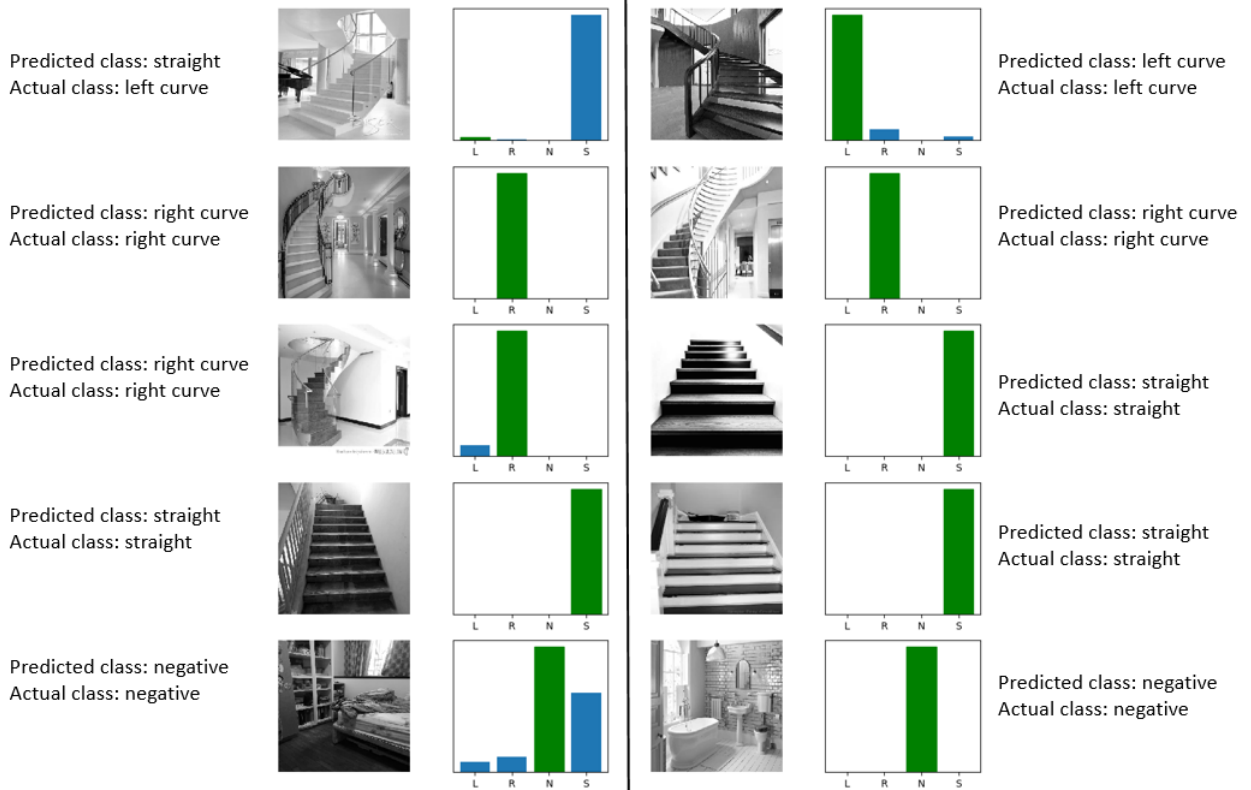 Predicted class: straight
Actual class: left curve
L R N S
L R N S
Predicted class: left curve
Actual class: left curve
Predicted class: right curve
Actual class: right curve
L R N S
L R N S
Predicted class: right curve
Actual class: right curve
Predicted class: right curve
Actual class: right curve
L R N S
L R N S
Predicted class: straight
Actual class: straight
Predicted class: straight
Actual class: straight
L R N S
L R N S
Predicted class: straight
Actual class: straight
Predicted class: negative
Actual class: negative
L R N S
L R N S
Predicted class: negative
Actual class: negative